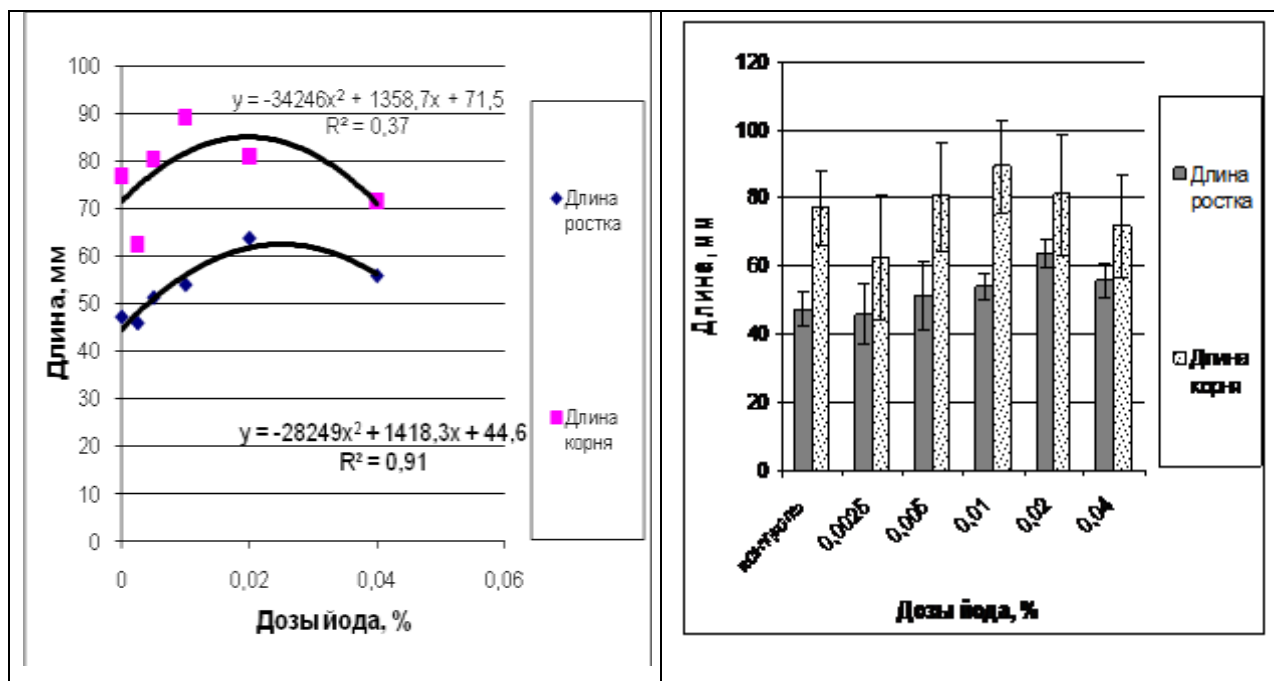 100
90
80
70
60
50
40
30
20
10
0
Длина, мм
y = -34246x² + 1358,7x + 71,5
R² = 0,37
y = -28249x² + 1418,3x + 44,6
R² = 0,91
0 0,02 0,04 0,06
Дозы йода, %
Длина
ростка
Длина
корня
120
100
80
60
40
20
0
Длина, мм
контроль 0,0025 0,005 0,01 0,02 0,04
Дозы йода, %
Длина
ростка
Длина
корня